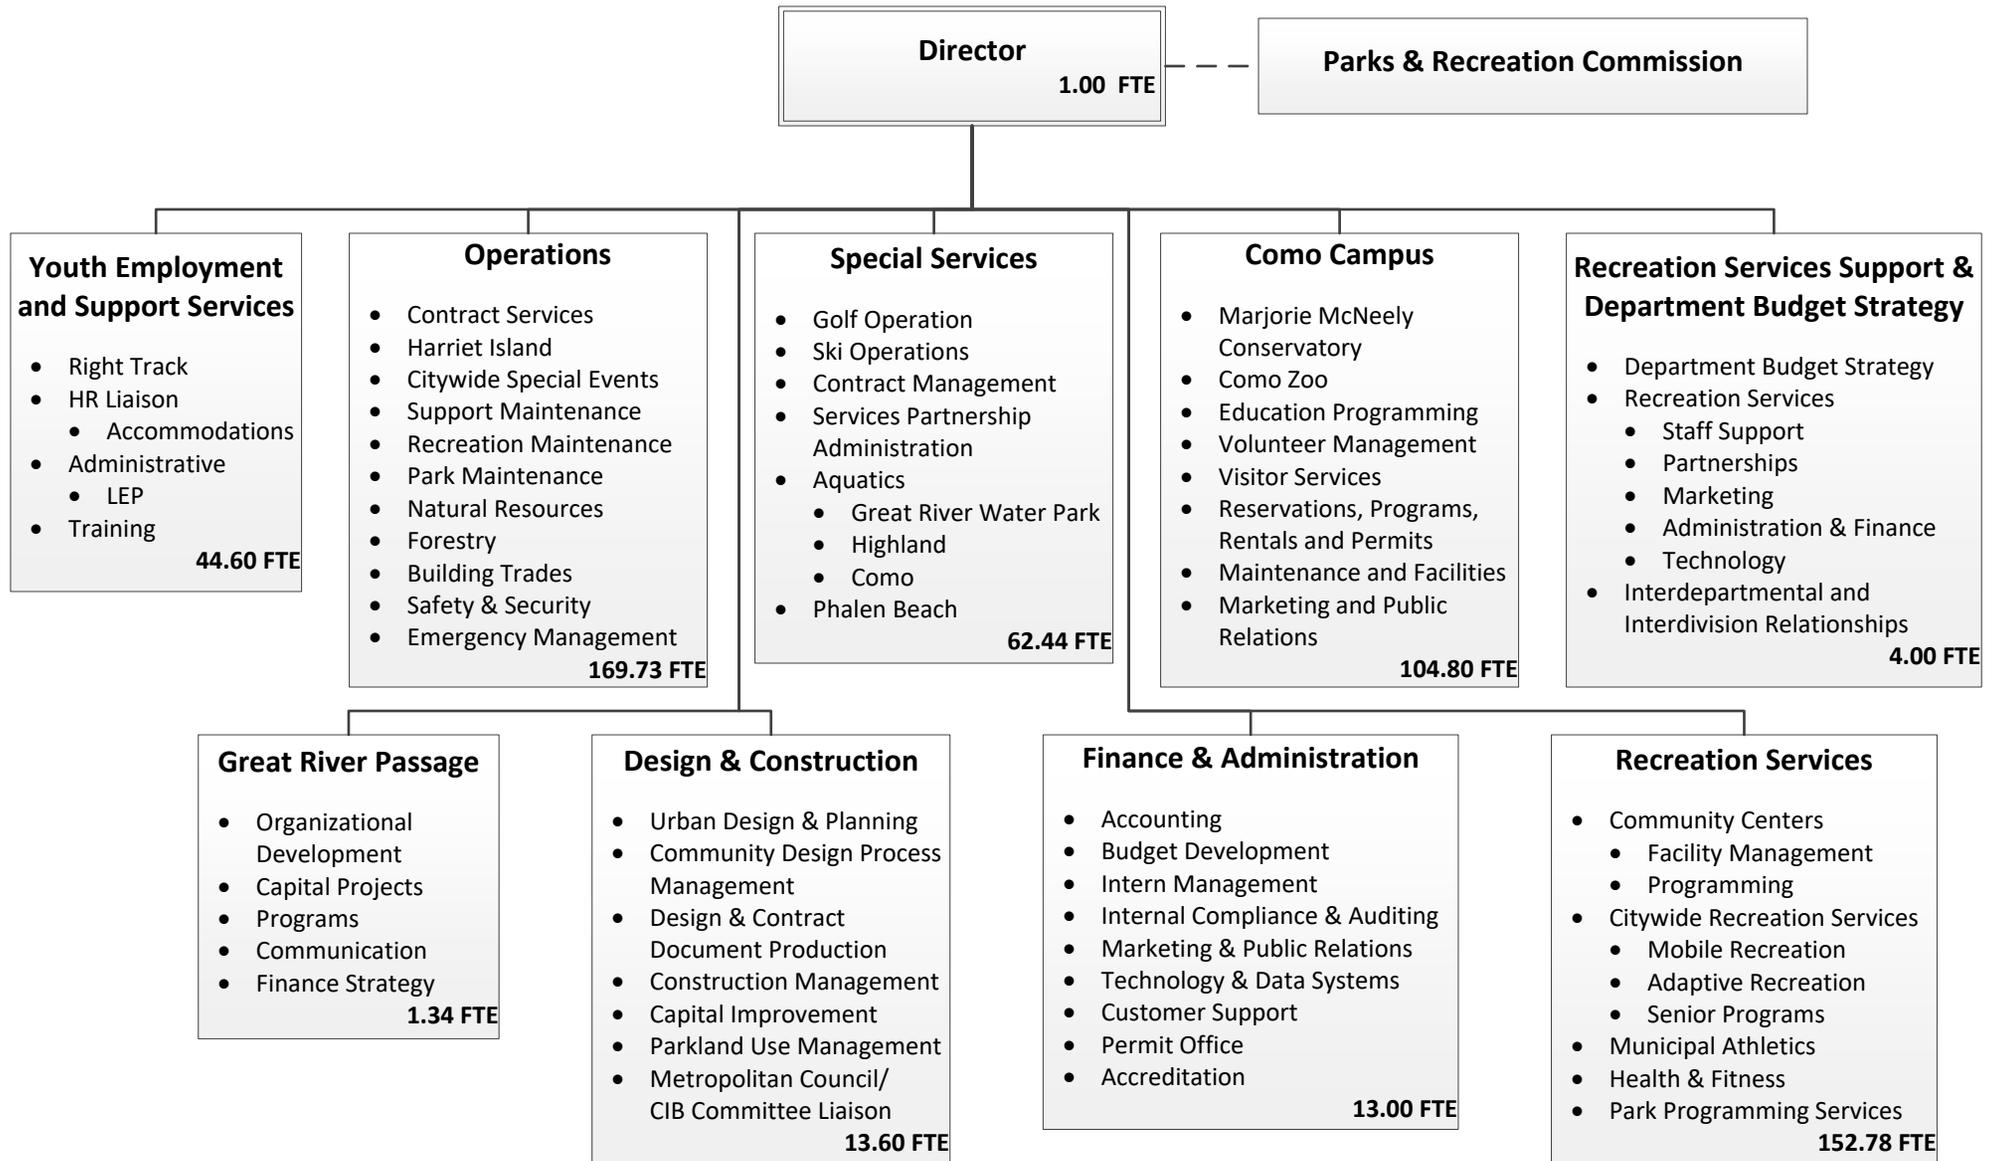 Director
1.00 FTE
Parks & Recreation Commission
Youth Employment
and Support Services
• Right Track
• HR Liaison
• Accommodations
• Administrative
• LEP
• Training
44.60 FTE
Operations
• Contract Services
• Harriet Island
• Citywide Special Events
• Support Maintenance
• Recreation Maintenance
• Park Maintenance
• Natural Resources
• Forestry
• Building Trades
• Safety & Security
• Emergency Management
169.73 FTE
Special Services
• Golf Operation
• Ski Operations
• Contract Management
• Services Partnership
Administration
• Aquatics
• Great River Water Park
• Highland
• Como
• Phalen Beach
62.44 FTE
Como Campus
• Marjorie McNeely
Conservatory
• Como Zoo
• Education Programming
• Volunteer Management
• Visitor Services
• Reservations, Programs,
Rentals and Permits
• Maintenance and Facilities
• Marketing and Public
Relations
104.80 FTE
Recreation Services Support &
Department Budget Strategy
• Department Budget Strategy
• Recreation Services
• Staff Support
• Partnerships
• Marketing
• Administration & Finance
• Technology
• Interdepartmental and
Interdivision Relationships
4.00 FTE
Great River Passage
• Organizational
Development
• Capital Projects
• Programs
• Communication
• Finance Strategy
1.34 FTE
Design & Construction
• Urban Design & Planning
• Community Design Process
Management
• Design & Contract
Document Production
• Construction Management
• Capital Improvement
• Parkland Use Management
• Metropolitan Council/
CIB Committee Liaison
13.60 FTE
Finance & Administration
• Accounting
• Budget Development
• Intern Management
• Internal Compliance & Auditing
• Marketing & Public Relations
• Technology & Data Systems
• Customer Support
• Permit Office
• Accreditation
13.00 FTE
Recreation Services
• Community Centers
• Facility Management
• Programming
• Citywide Recreation Services
• Mobile Recreation
• Adaptive Recreation
• Senior Programs
• Municipal Athletics
• Health & Fitness
• Park Programming Services
152.78 FTE